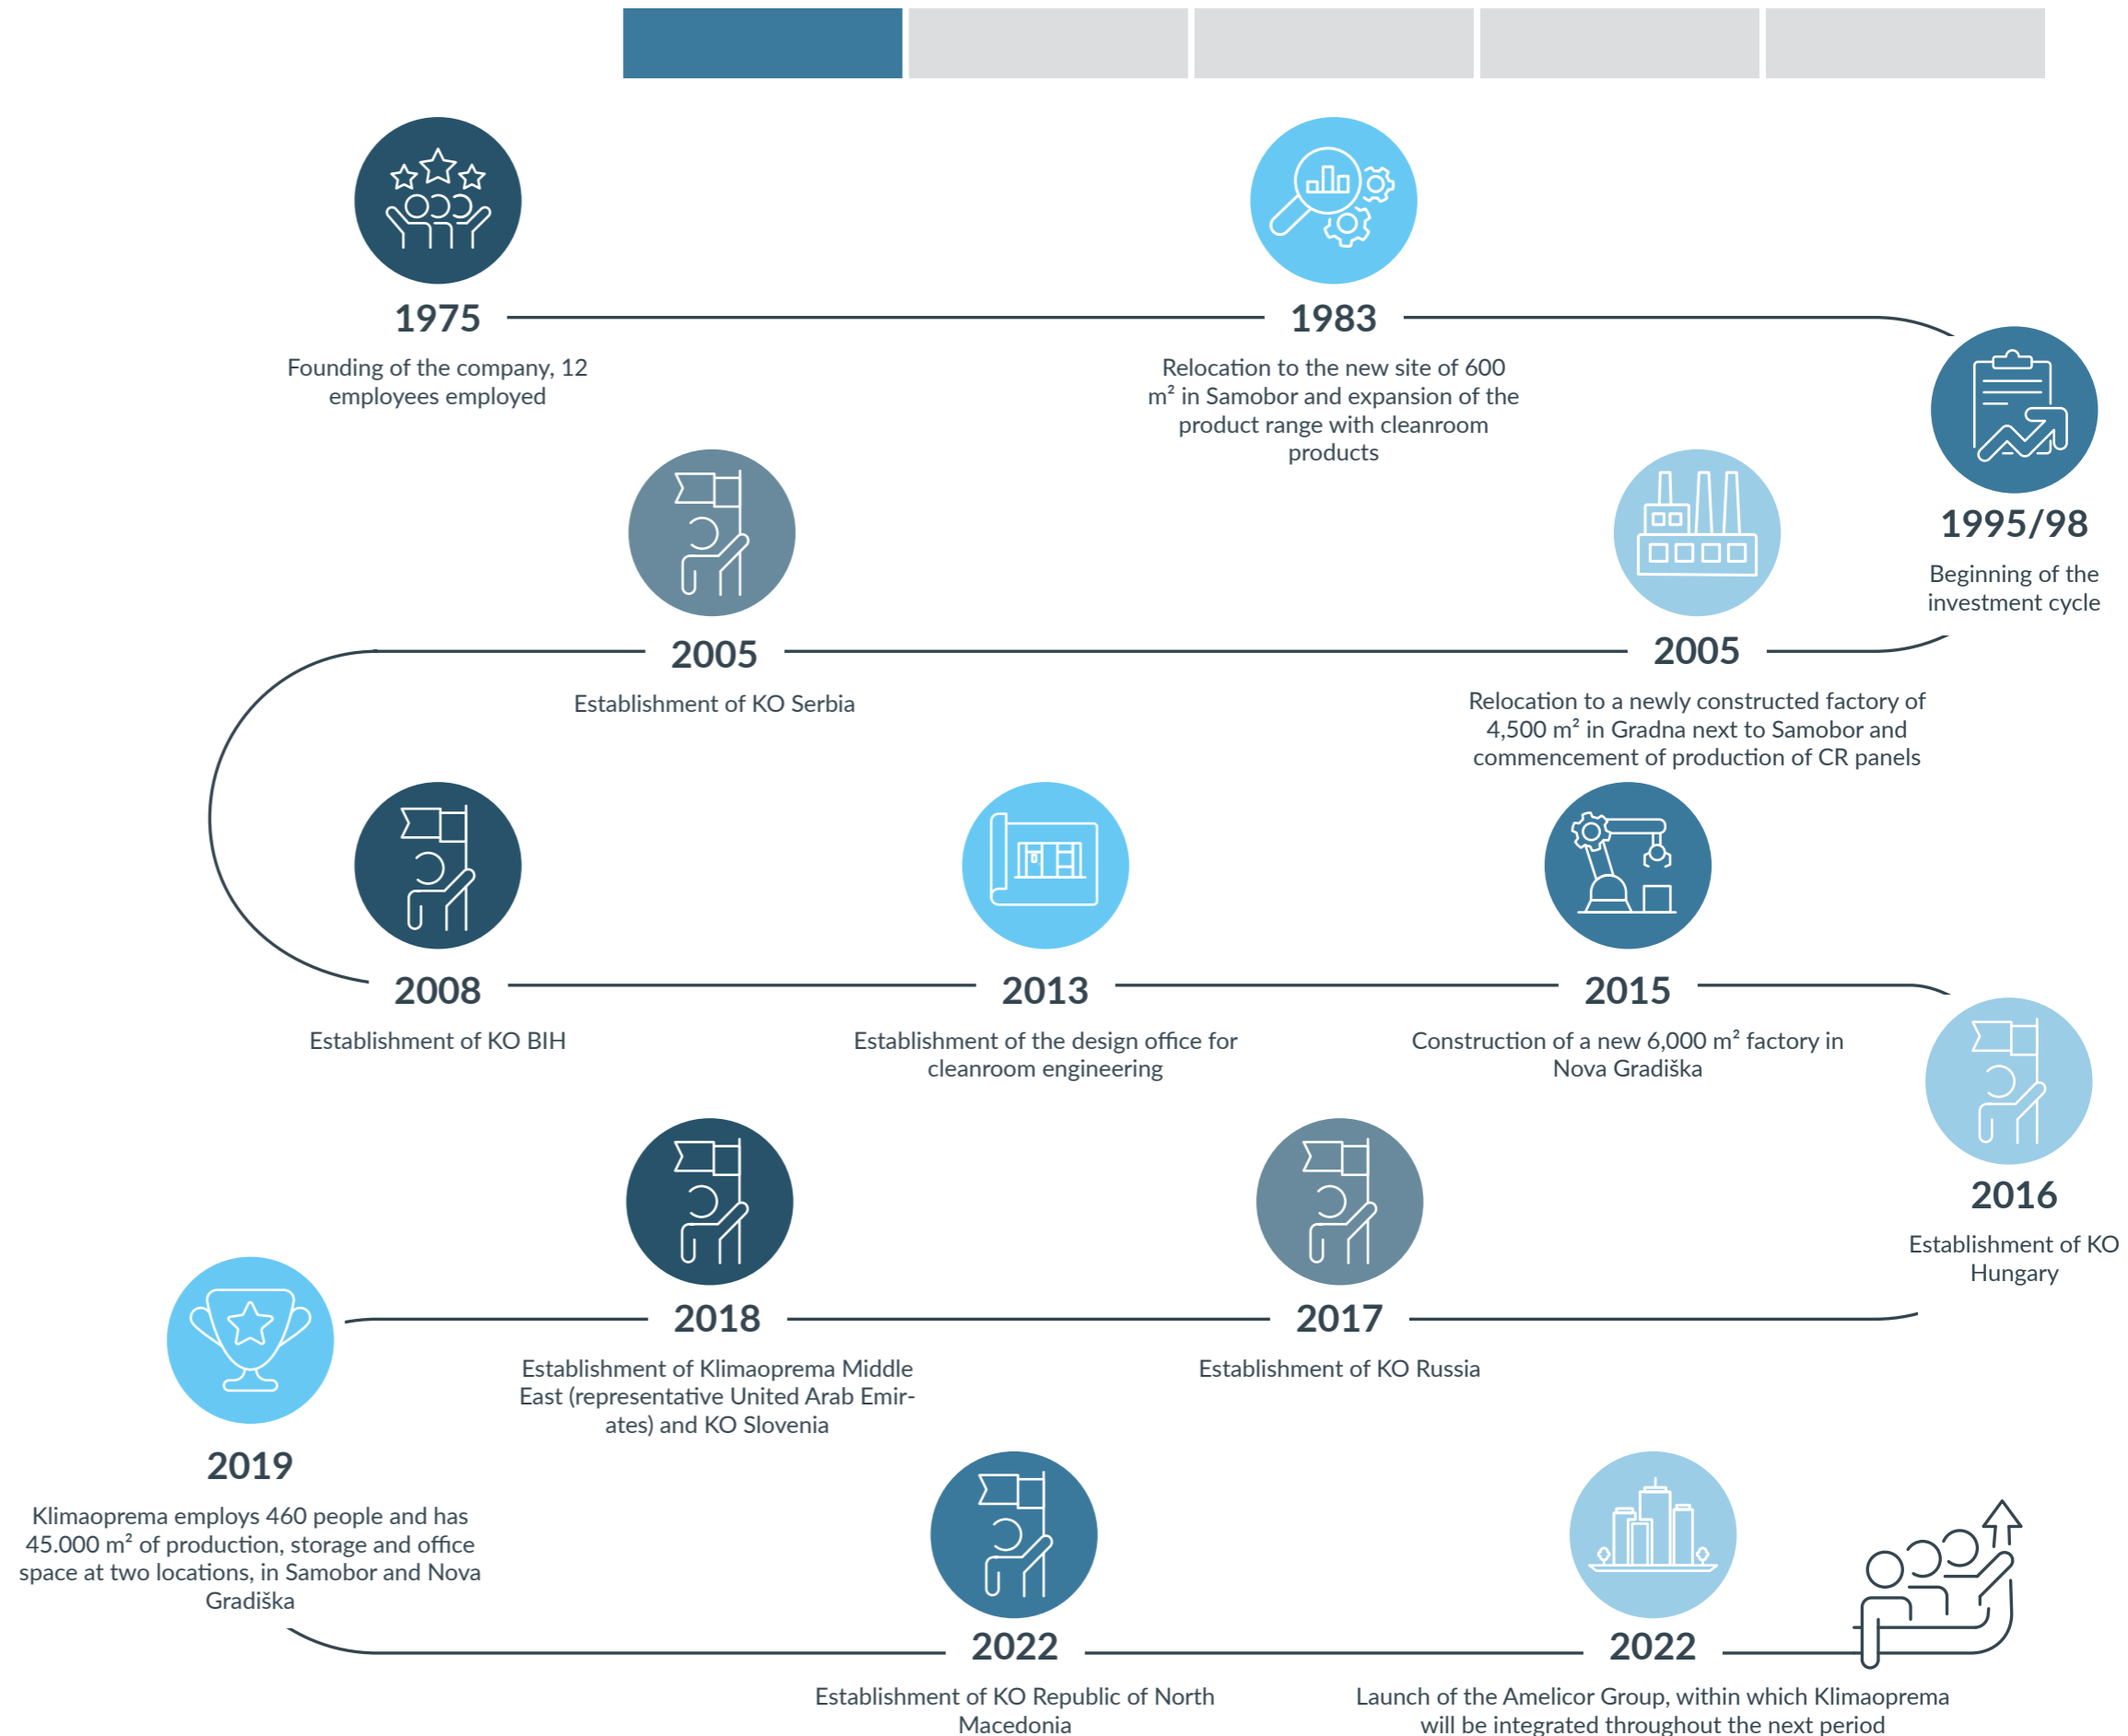 1975
Founding of the company, 12
employees employed
1983
Relocation to the new site of 600
m² in Samobor and expansion of the
product range with cleanroom
products
1995/98
Beginning of the
investment cycle
2005
Relocation to a newly constructed factory of
4,500 m² in Gradna next to Samobor and
commencement of production of CR panels
2005
Establishment of KO Serbia
2008
Establishment of KO BIH
2013
Establishment of the design office for
cleanroom engineering
2015
Construction of a new 6,000 m² factory in
Nova Gradiška
2016
Establishment of KO
Hungary
2017
Establishment of KO Russia
2018
Establishment of Klimaoprema Middle
East (representative United Arab Emir-
ates) and KO Slovenia
2019
Klimaoprema employs 460 people and has
45.000 m² of production, storage and office
space at two locations, in Samobor and Nova
Gradiška
2022
Establishment of KO Republic of North
Macedonia
2022
Launch of the Amelicor Group, within which Klimaoprema
will be integrated throughout the next period